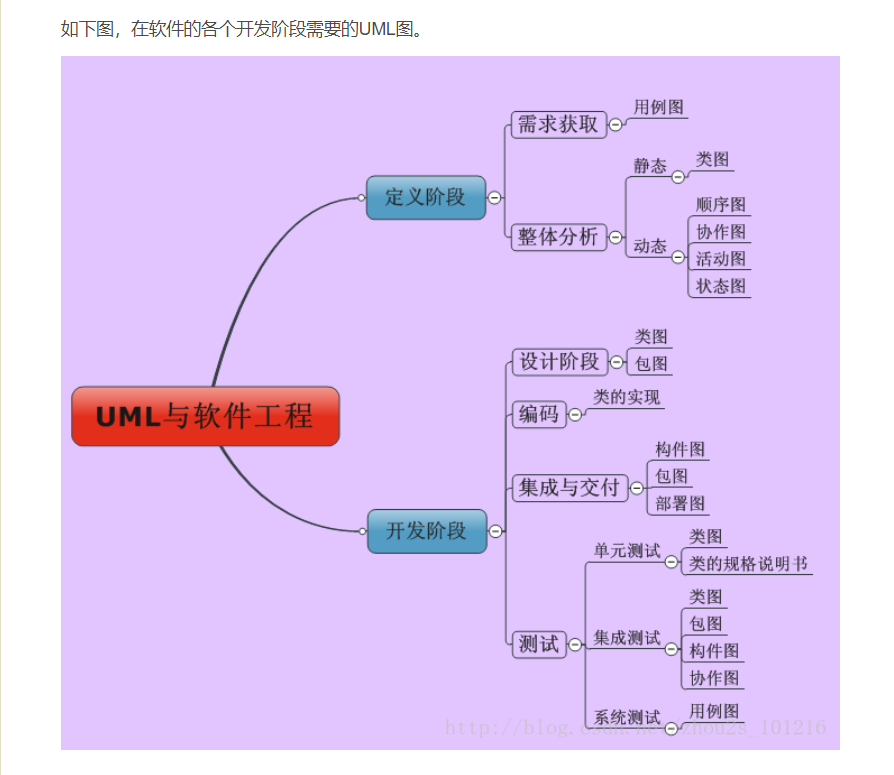 如下图，在软件的各个开发阶段需要的UML图。
UML与软件工程
定义阶段
需求获取
用例图
整体分析
静态
类图
动态
顺序图
协作图
活动图
状态图
开发阶段
设计阶段
类图
包图
编码
类的实现
集成与交付
构件图
包图
部署图
测试
单元测试
类图
类的规格说明书
集成测试
类图
包图
构件图
协作图
系统测试
用例图